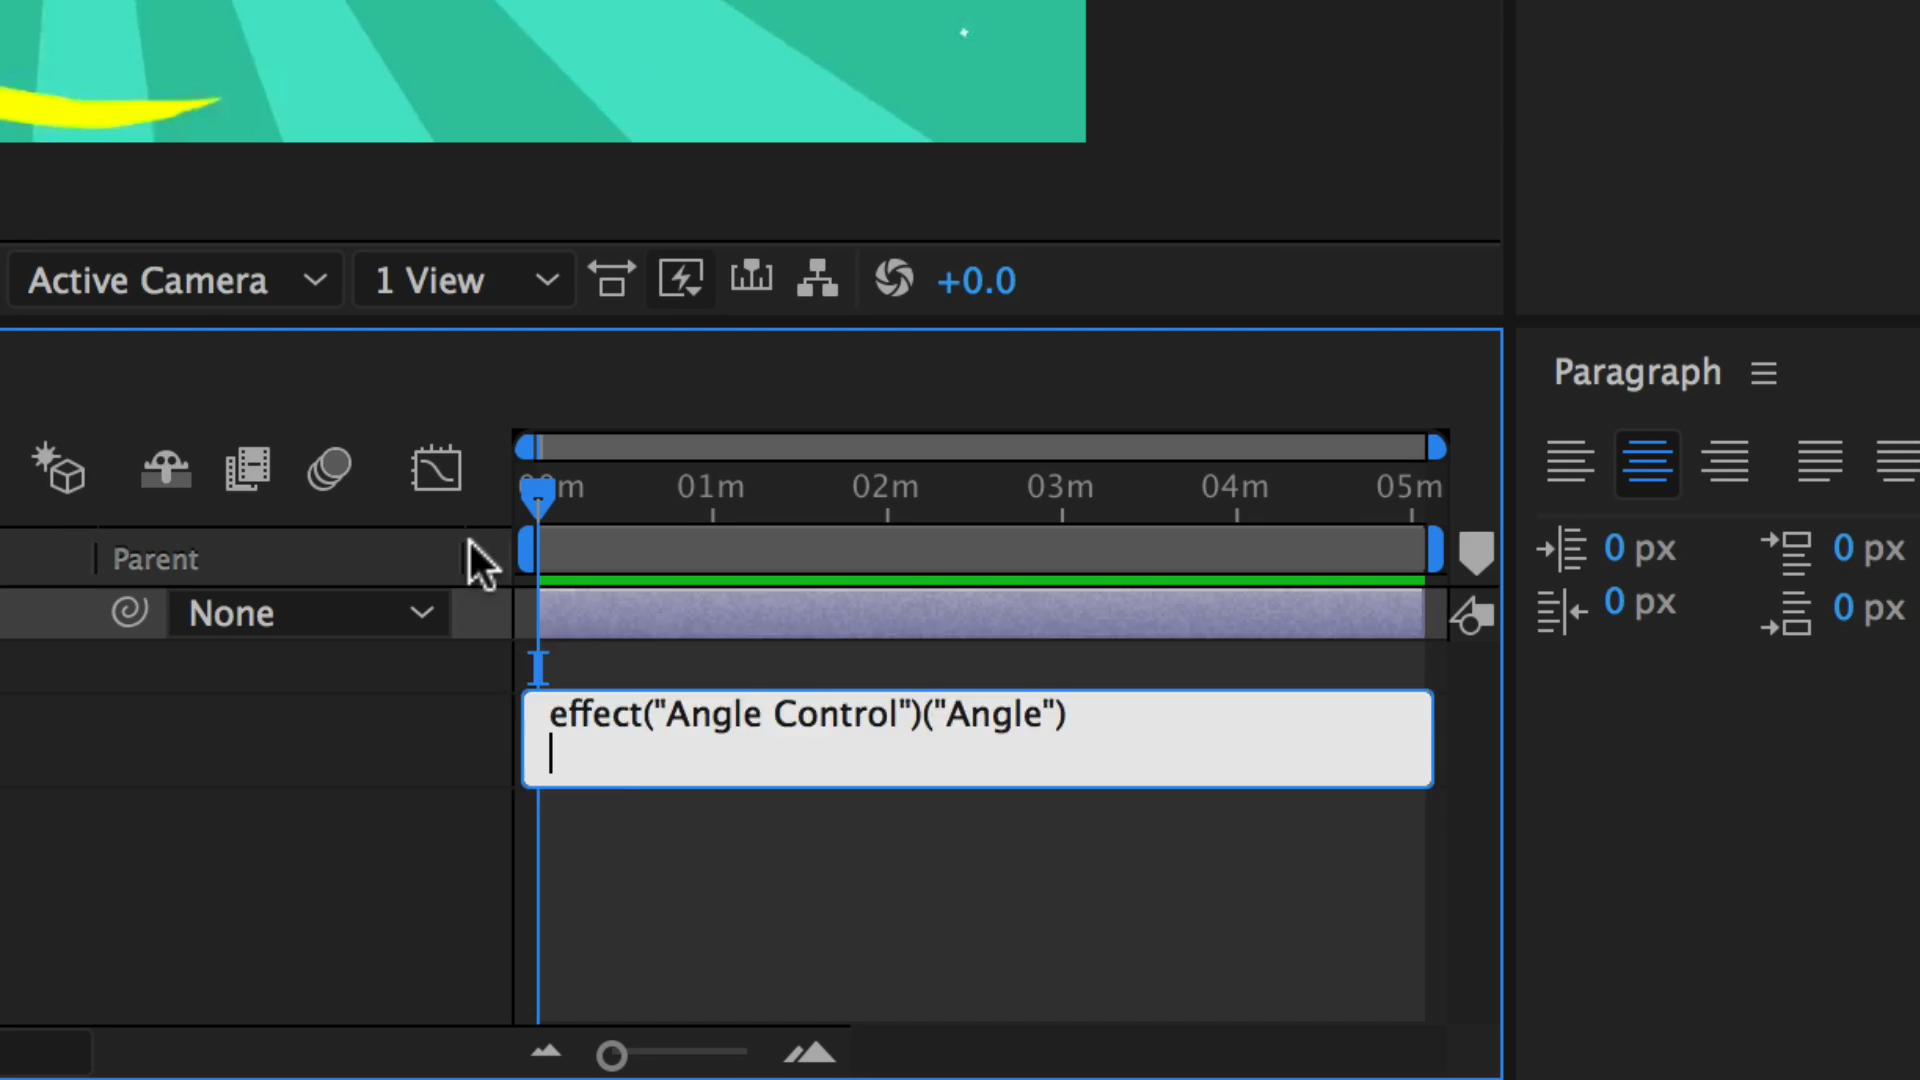 Active Camera
1 View
+0.0
Paragraph
01m
02m
03m
04m
05m
0 px
0 px
Parent
None
0 px
0 px
effect("Angle Control")("Angle")